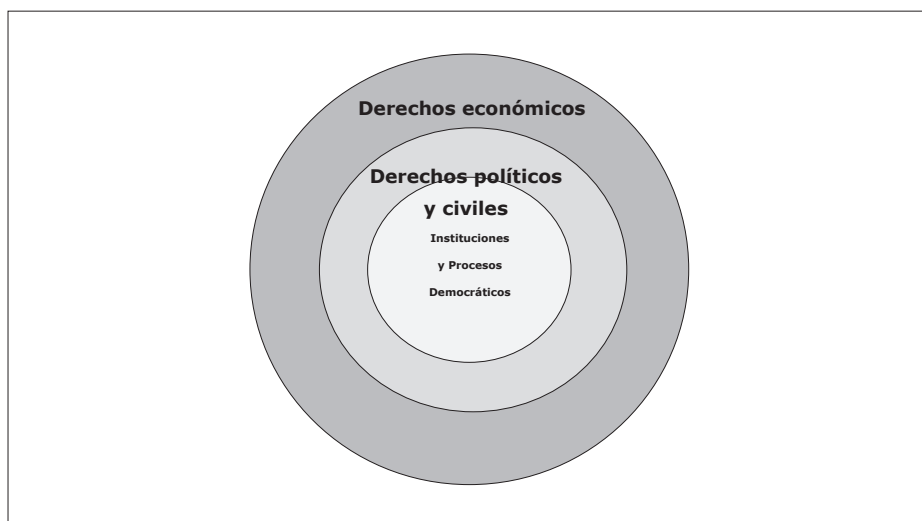 Derechos económicos
Derechos políticos
y civiles
Instituciones
y Procesos
Democráticos